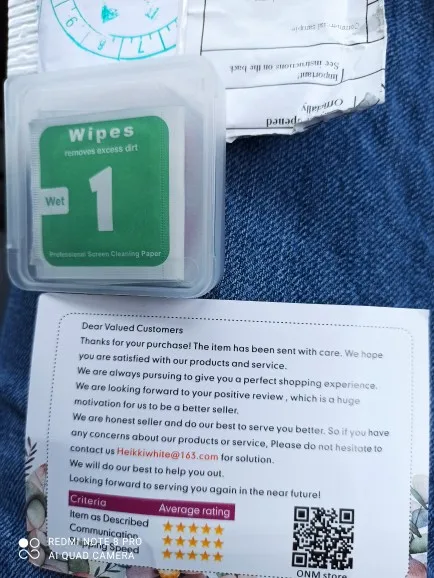 Officially
opened
Important:
See instructions on the back
Wipes
removes excess dirt
Wet
1
Professional Screen Cleaning Paper
Dear Valued Customers
Thanks for your purchase! The item has been sent with care. We hope
you are satisfied with our products and service.
We are always pursuing to give you a perfect shopping experience.
We are looking forward to your positive review , which is a huge
motivation for us to be a better seller.
We are honest seller and do our best to serve you better. So if you have
any concerns about our products or service, Please do not hesitate to
contact us Heikkiwhite@163.com for solution.
We will do our best to help you out.
Looking forward to serving you again in the near future!
Criteria Average rating
Item as Described
Communication
Speed
ONM store
REDMI NOTE 8 PRO
AI QUAD CAMERA